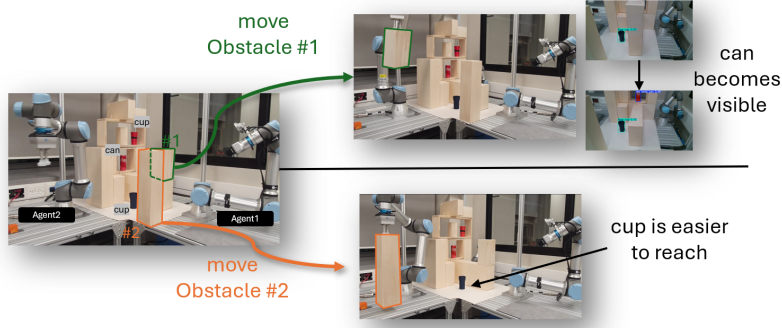 move
Obstacle #1
can
becomes
visible
cup
#1
can
cup
Agent2
Agent1
#2
move
Obstacle #2
cup is easier
to reach